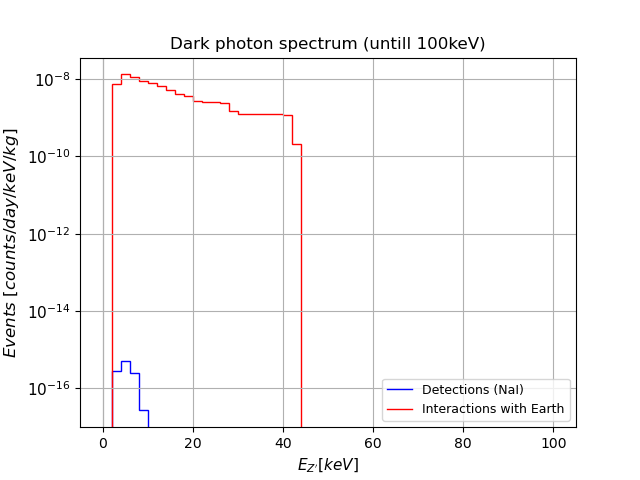 Dark photon spectrum (untill 100keV)
Events [counts/day/keV/kg]
10⁻⁸
10⁻¹⁰
10⁻¹²
10⁻¹⁴
10⁻¹⁶
Detections (NaI)
Interactions with Earth
0 20 40 60 80 100
E_{Z'}[keV]